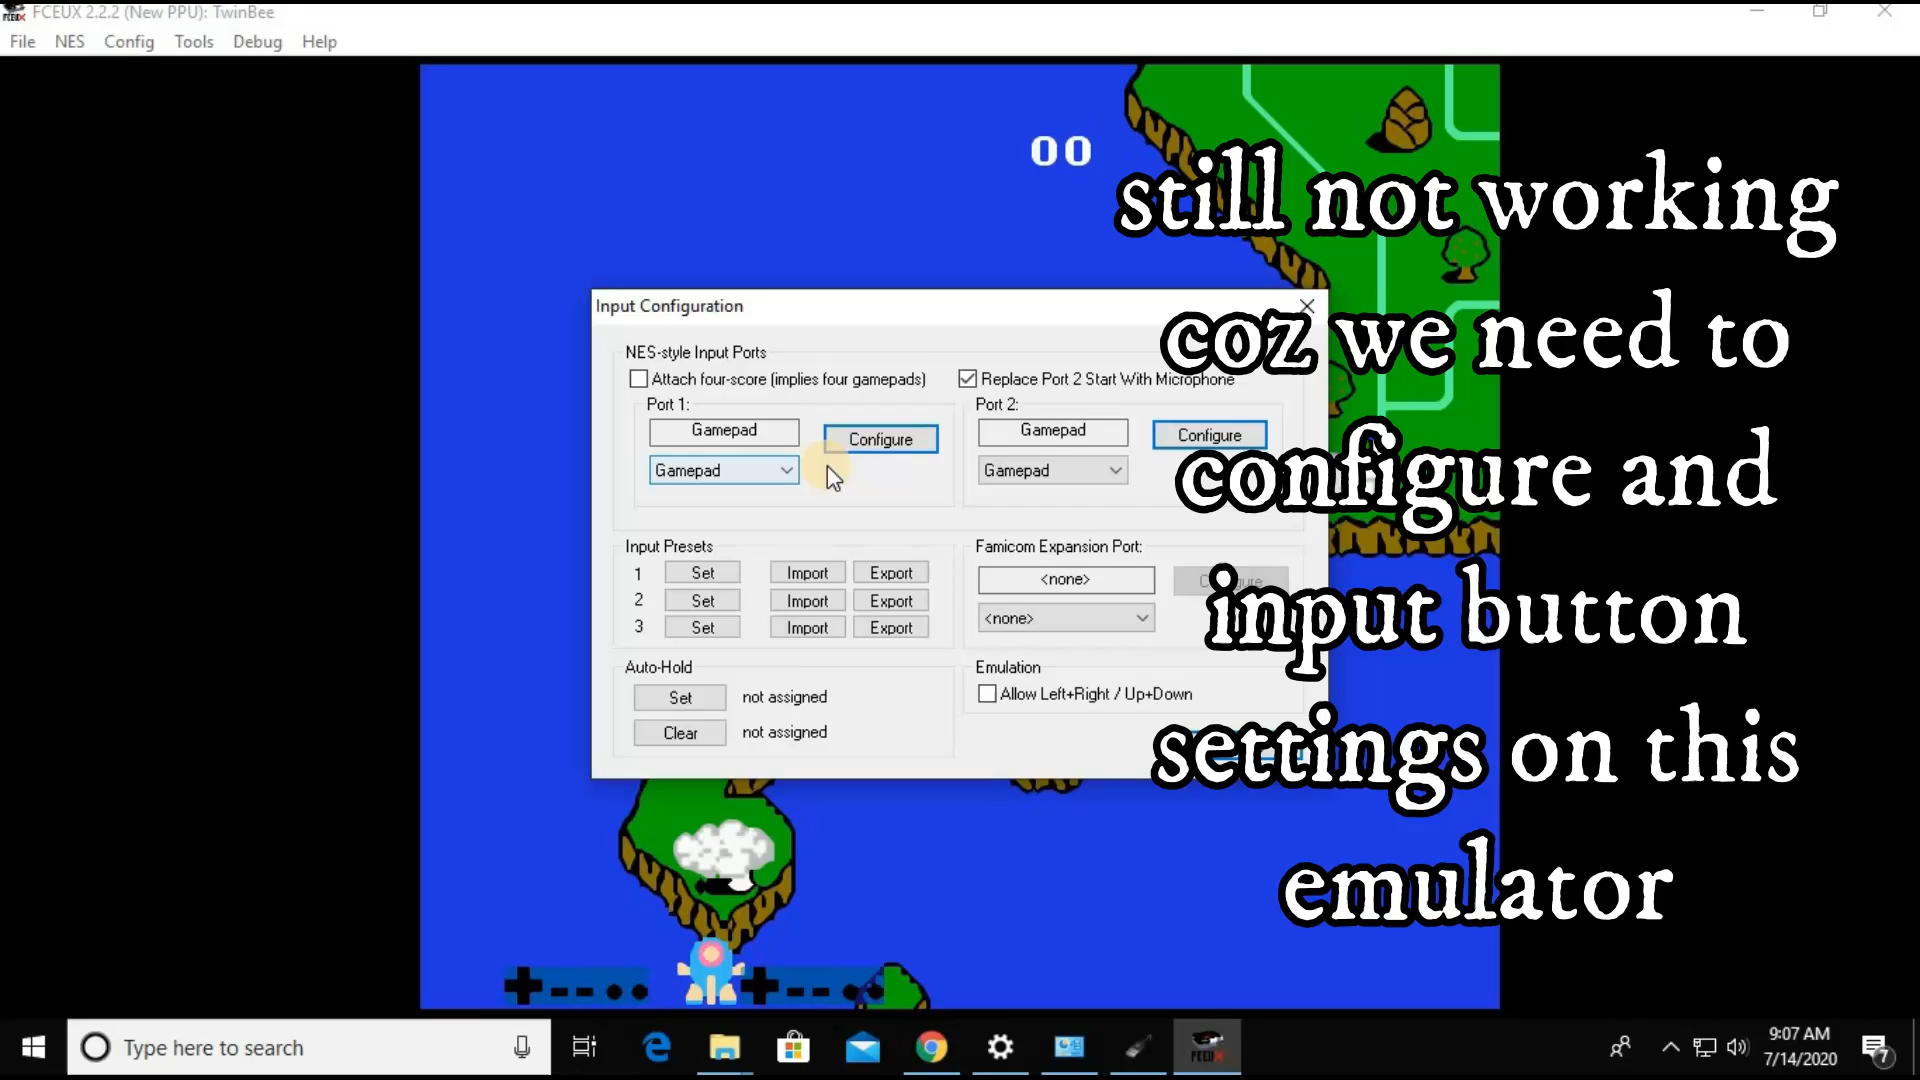 FCEUX 2.2.2 (New PPU): TwinBee
File NES Config Tools Debug Help
00
still not working
coz we need to
configure and
input button
settings on this
emulator
Input Configuration
NES-style Input Ports
Attach four-score (implies four gamepads)
Replace Port 2 Start With Microphone
Port 1:
Gamepad
Configure
Gamepad
Port 2:
Gamepad
Configure
Gamepad
Input Presets
1 Set Import Export
2 Set Import Export
3 Set Import Export
Famicom Expansion Port:
<none>
<none>
Auto-Hold
Set not assigned
Clear not assigned
Emulation
Allow Left+Right / Up+Down
Type here to search
FCEUX
9:07 AM
7/14/2020
7